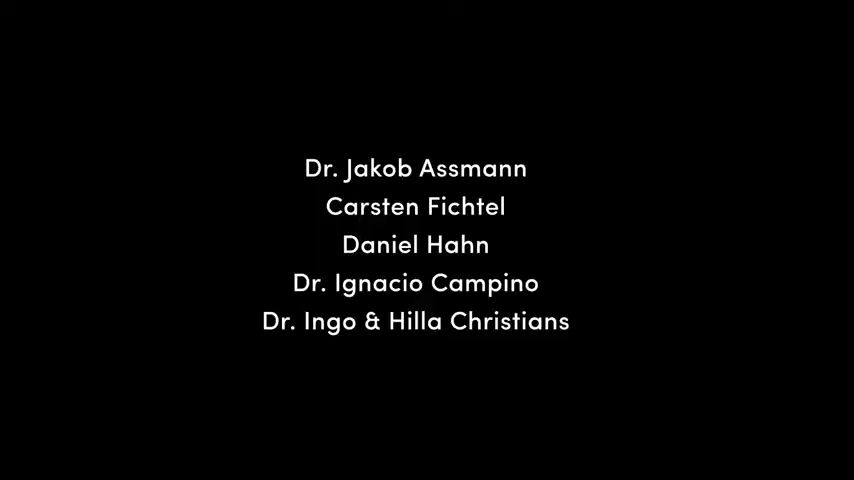 Dr. Jakob Assmann
Carsten Fichtel
Daniel Hahn
Dr. Ignacio Campino
Dr. Ingo & Hilla Christians